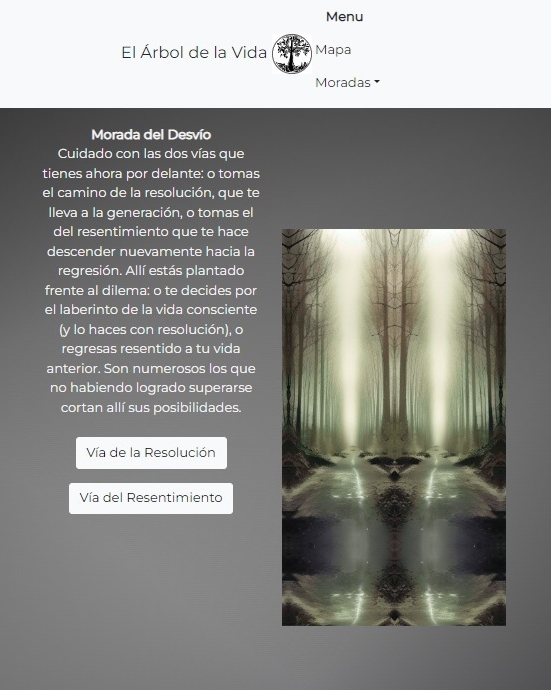 Menu
El Árbol de la Vida
Mapa
Moradas
Morada del Desvío
Cuidado con las dos vías que
tienes ahora por delante: o tomas
el camino de la resolución, que te
lleva a la generación, o tomas el
del resentimiento que te hace
descender nuevamente hacia la
regresión. Allí estás plantado
frente al dilema: o te decides por
el laberinto de la vida consciente
(y lo haces con resolución), o
regresas resentido a tu vida
anterior. Son numerosos los que
no habiendo logrado superarse
cortan allí sus posibilidades.
Vía de la Resolución
Vía del Resentimiento